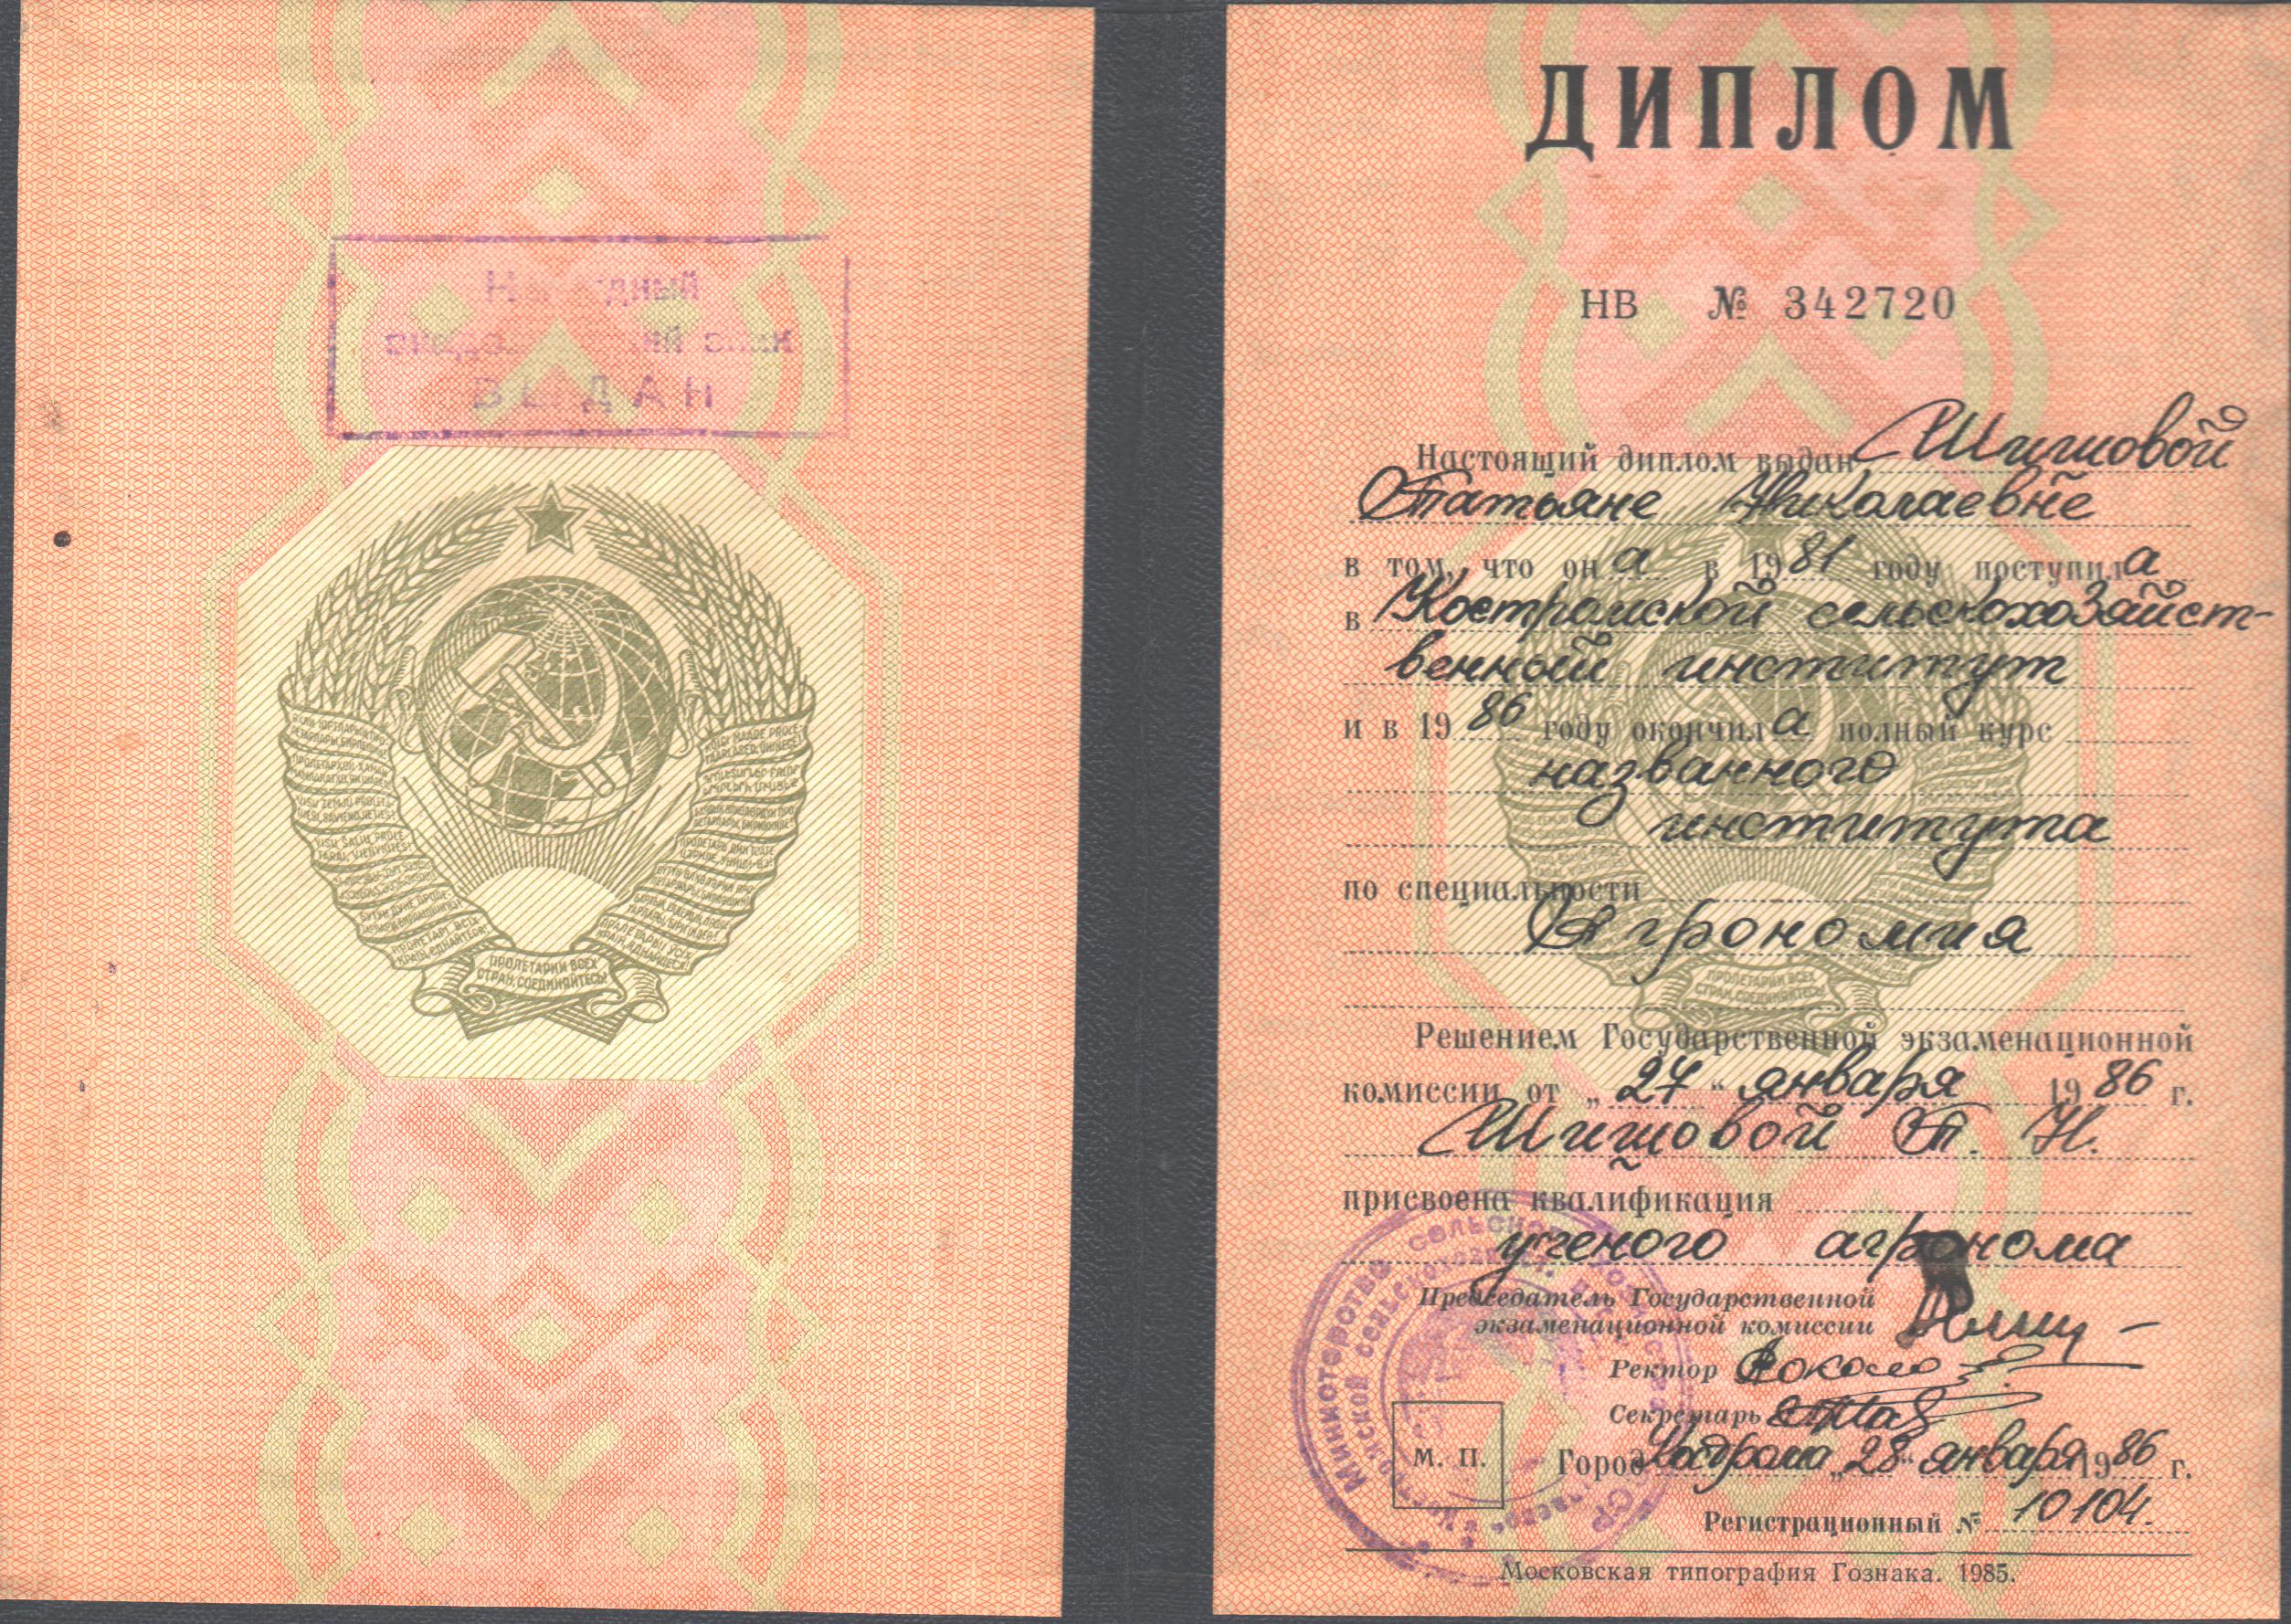 ПРОЛЕТАРИИ ВСЕХ
СТРАН, СОЕДИНЯЙТЕСЬ!
ДИПЛОМ
НВ № 342720
Настоящий диплом выдан Шишовой
Татьяне Николаевне
в том, что она в 1981 году поступила
в Костромской сельскохозяйст-
венный институт
и в 1986 году окончила полный курс
названного
института
по специальности
Агрономия
Решением Государственной экзаменационной
комиссии от „27“ января 1986 г.
Шишовой Т. Н.
присвоена квалификация
ученого агронома
Председатель Государственной
экзаменационной комиссии
Ректор
Секретарь
М. П.
Город Кострома „28“ января 1986 г.
Регистрационный № 10104.
Московская типография Гознака. 1985.